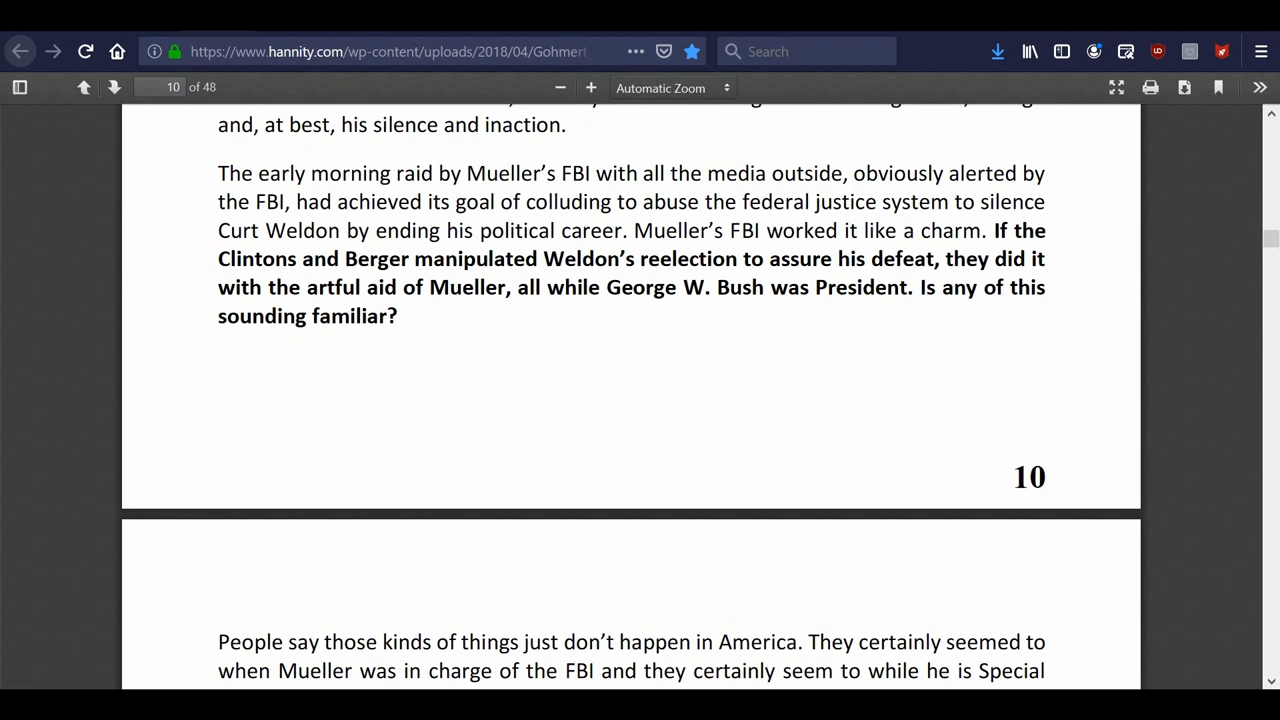 https://www.hannity.com/wp-content/uploads/2018/04/Gohmert
Search
10 of 48
Automatic Zoom
and, at best, his silence and inaction.
The early morning raid by Mueller’s FBI with all the media outside, obviously alerted by
the FBI, had achieved its goal of colluding to abuse the federal justice system to silence
Curt Weldon by ending his political career. Mueller’s FBI worked it like a charm. If the
Clintons and Berger manipulated Weldon’s reelection to assure his defeat, they did it
with the artful aid of Mueller, all while George W. Bush was President. Is any of this
sounding familiar?
10
People say those kinds of things just don’t happen in America. They certainly seemed to
when Mueller was in charge of the FBI and they certainly seem to while he is Special